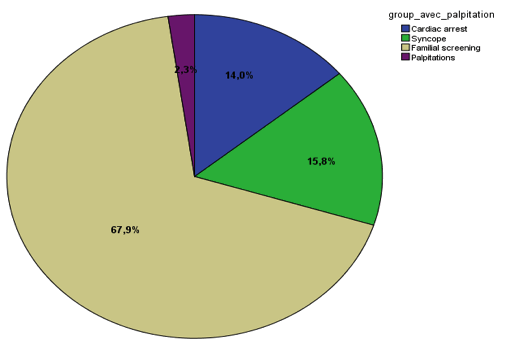 group_avec_palpitation
Cardiac arrest
Syncope
Familial screening
Palpitations
2,3%
14,0%
15,8%
67,9%